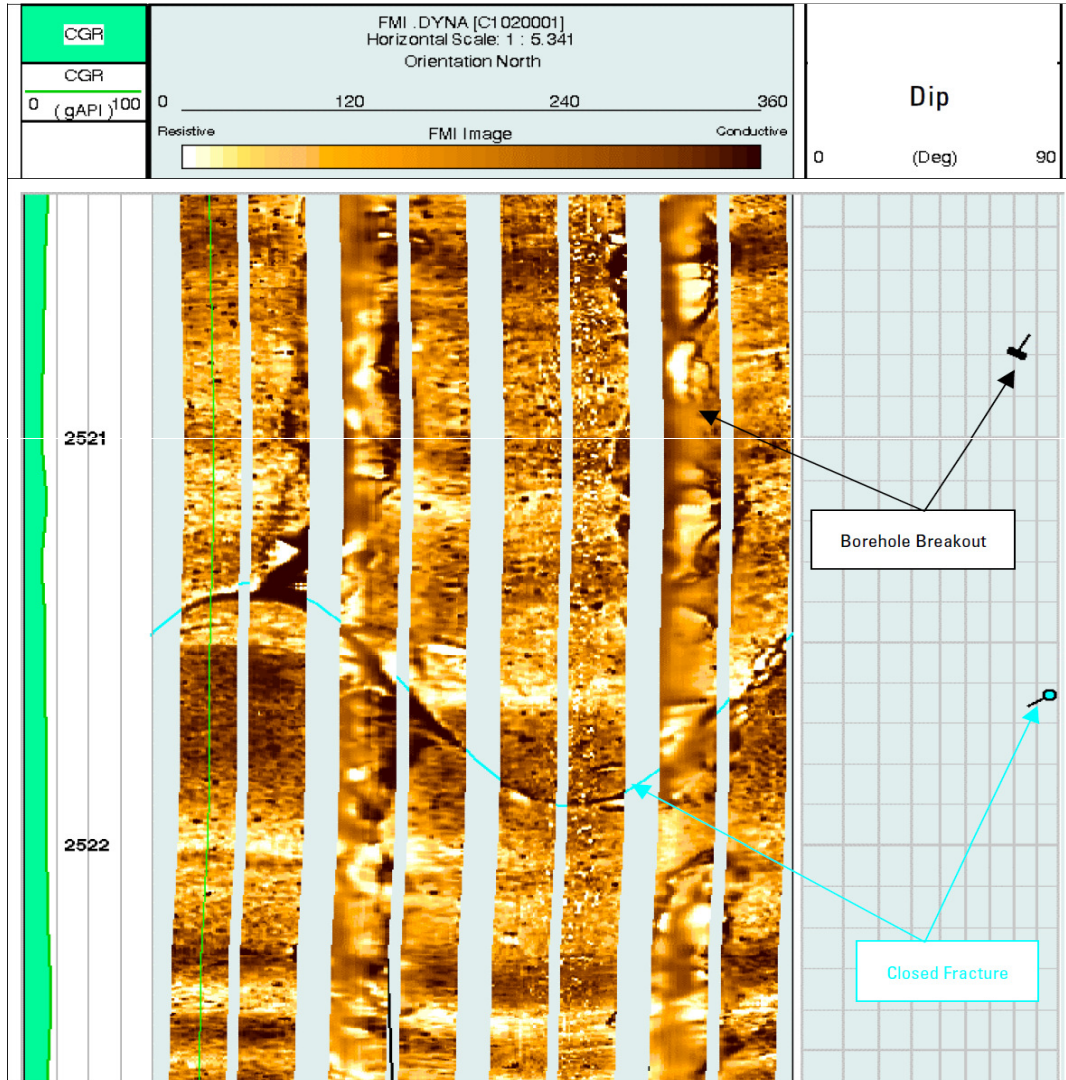 CGR
CGR
0 (gAPI) 100
FMI .DYNA [C1020001]
Horizontal Scale: 1 : 5.341
Orientation North
0 120 240 360
Resistive FMI Image Conductive
Dip
0 (Deg) 90
2521
Borehole Breakout
2522
Closed Fracture